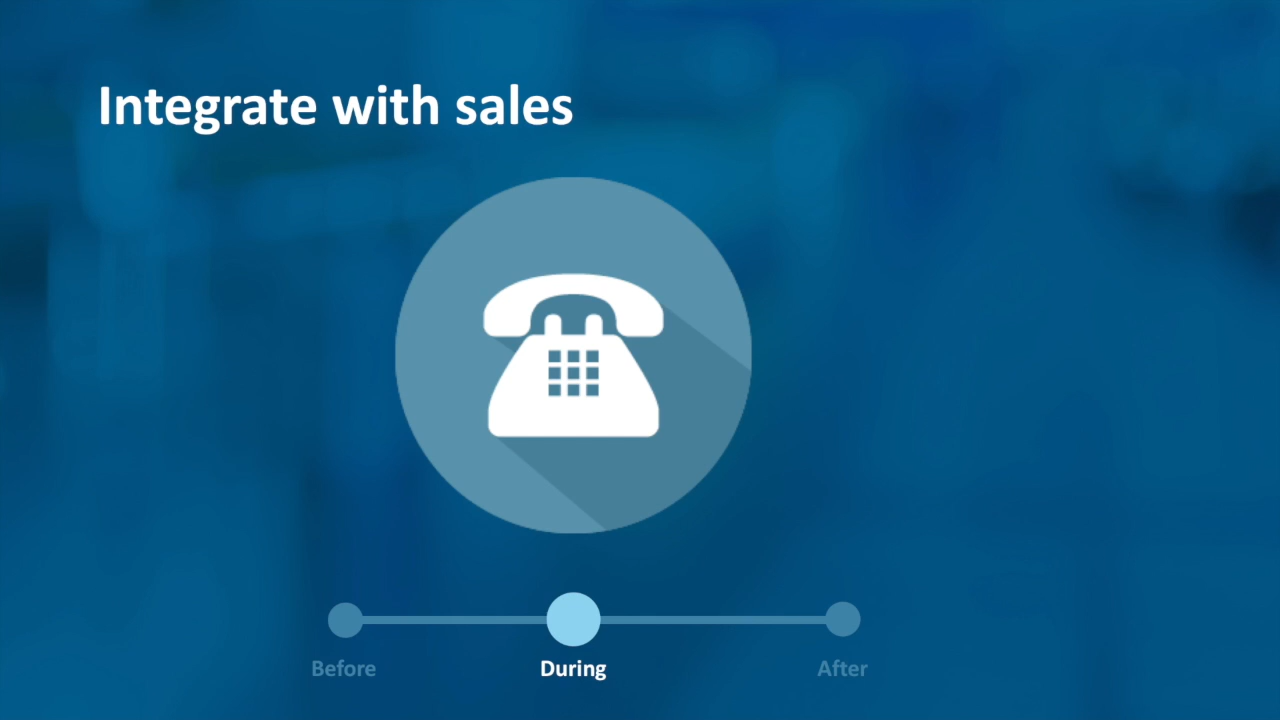 Integrate with sales
Before
During
After